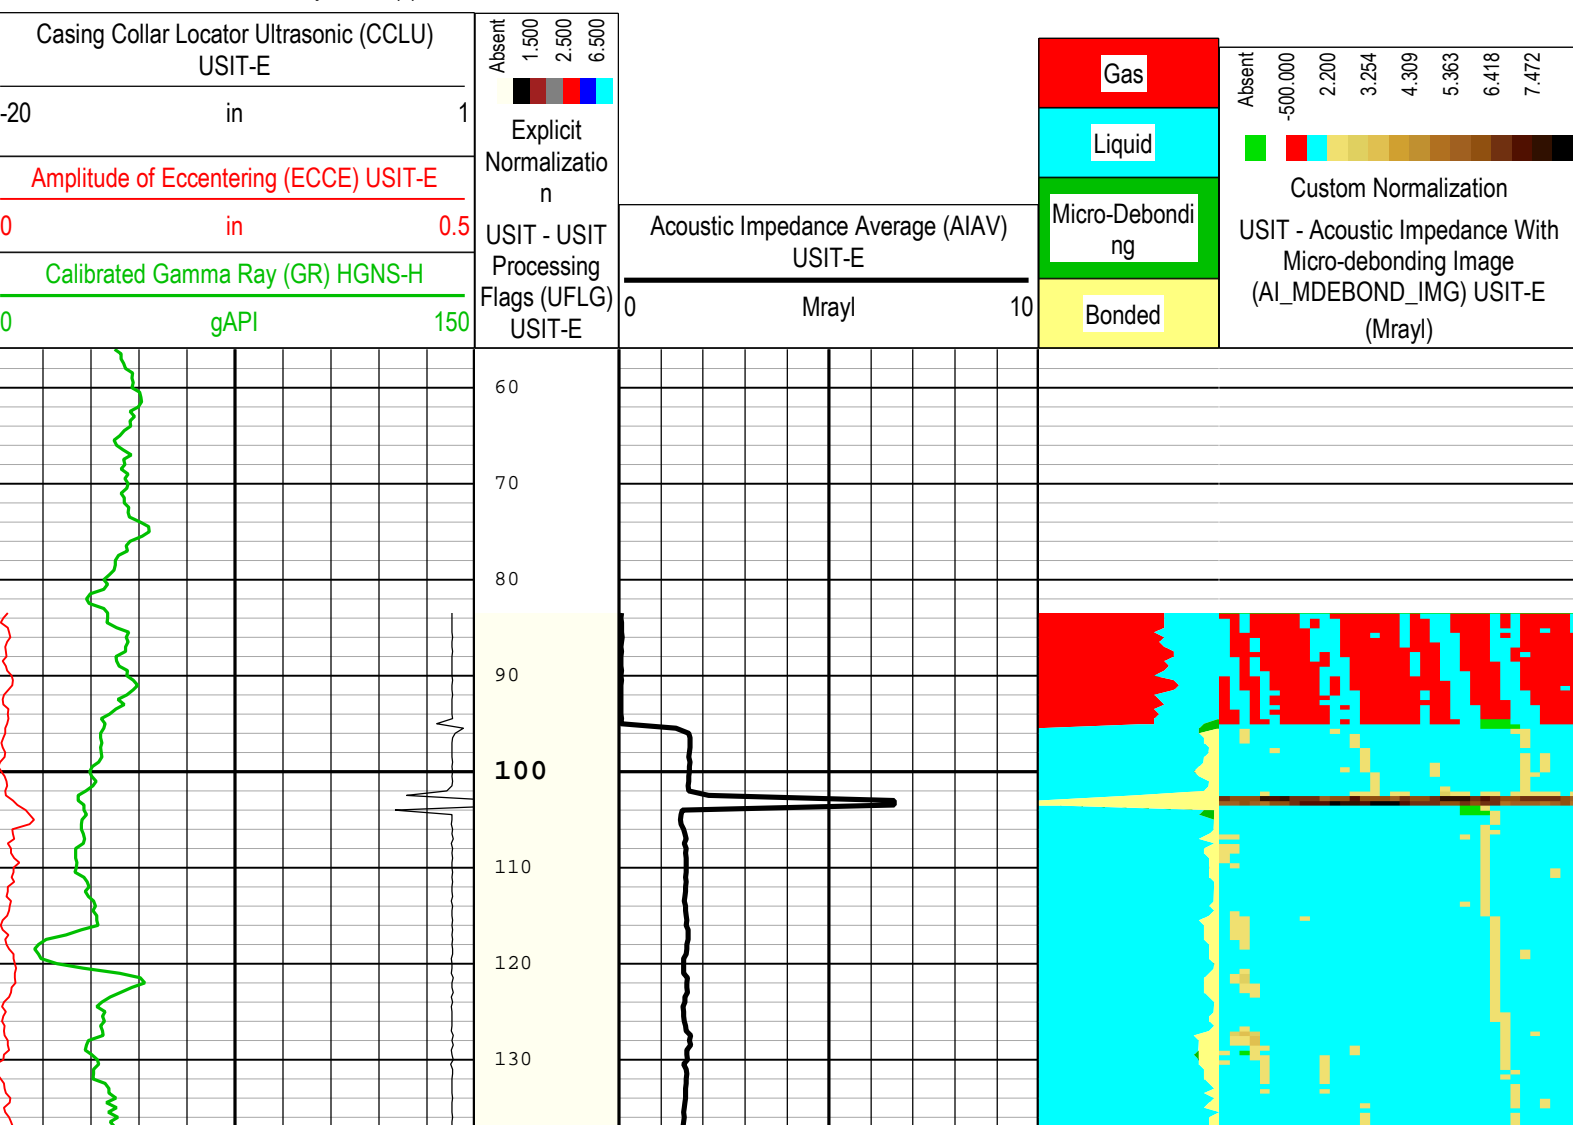 Casing Collar Locator Ultrasonic (CCLU)
USIT-E
-20 in 1
Amplitude of Eccentering (ECCE) USIT-E
0 in 0.5
Calibrated Gamma Ray (GR) HGNS-H
0 gAPI 150
Absent
1.500
2.500
6.500
Explicit
Normalizatio
n
USIT - USIT
Processing
Flags (UFLG)
USIT-E
Acoustic Impedance Average (AIAV)
USIT-E
0 Mrayl 10
Gas
Liquid
Micro-Debondi
ng
Bonded
Absent
-500.000
2.200
3.254
4.309
5.363
6.418
7.472
Custom Normalization
USIT - Acoustic Impedance With
Micro-debonding Image
(AI_MDEBOND_IMG) USIT-E
(Mrayl)
60
70
80
90
100
110
120
130